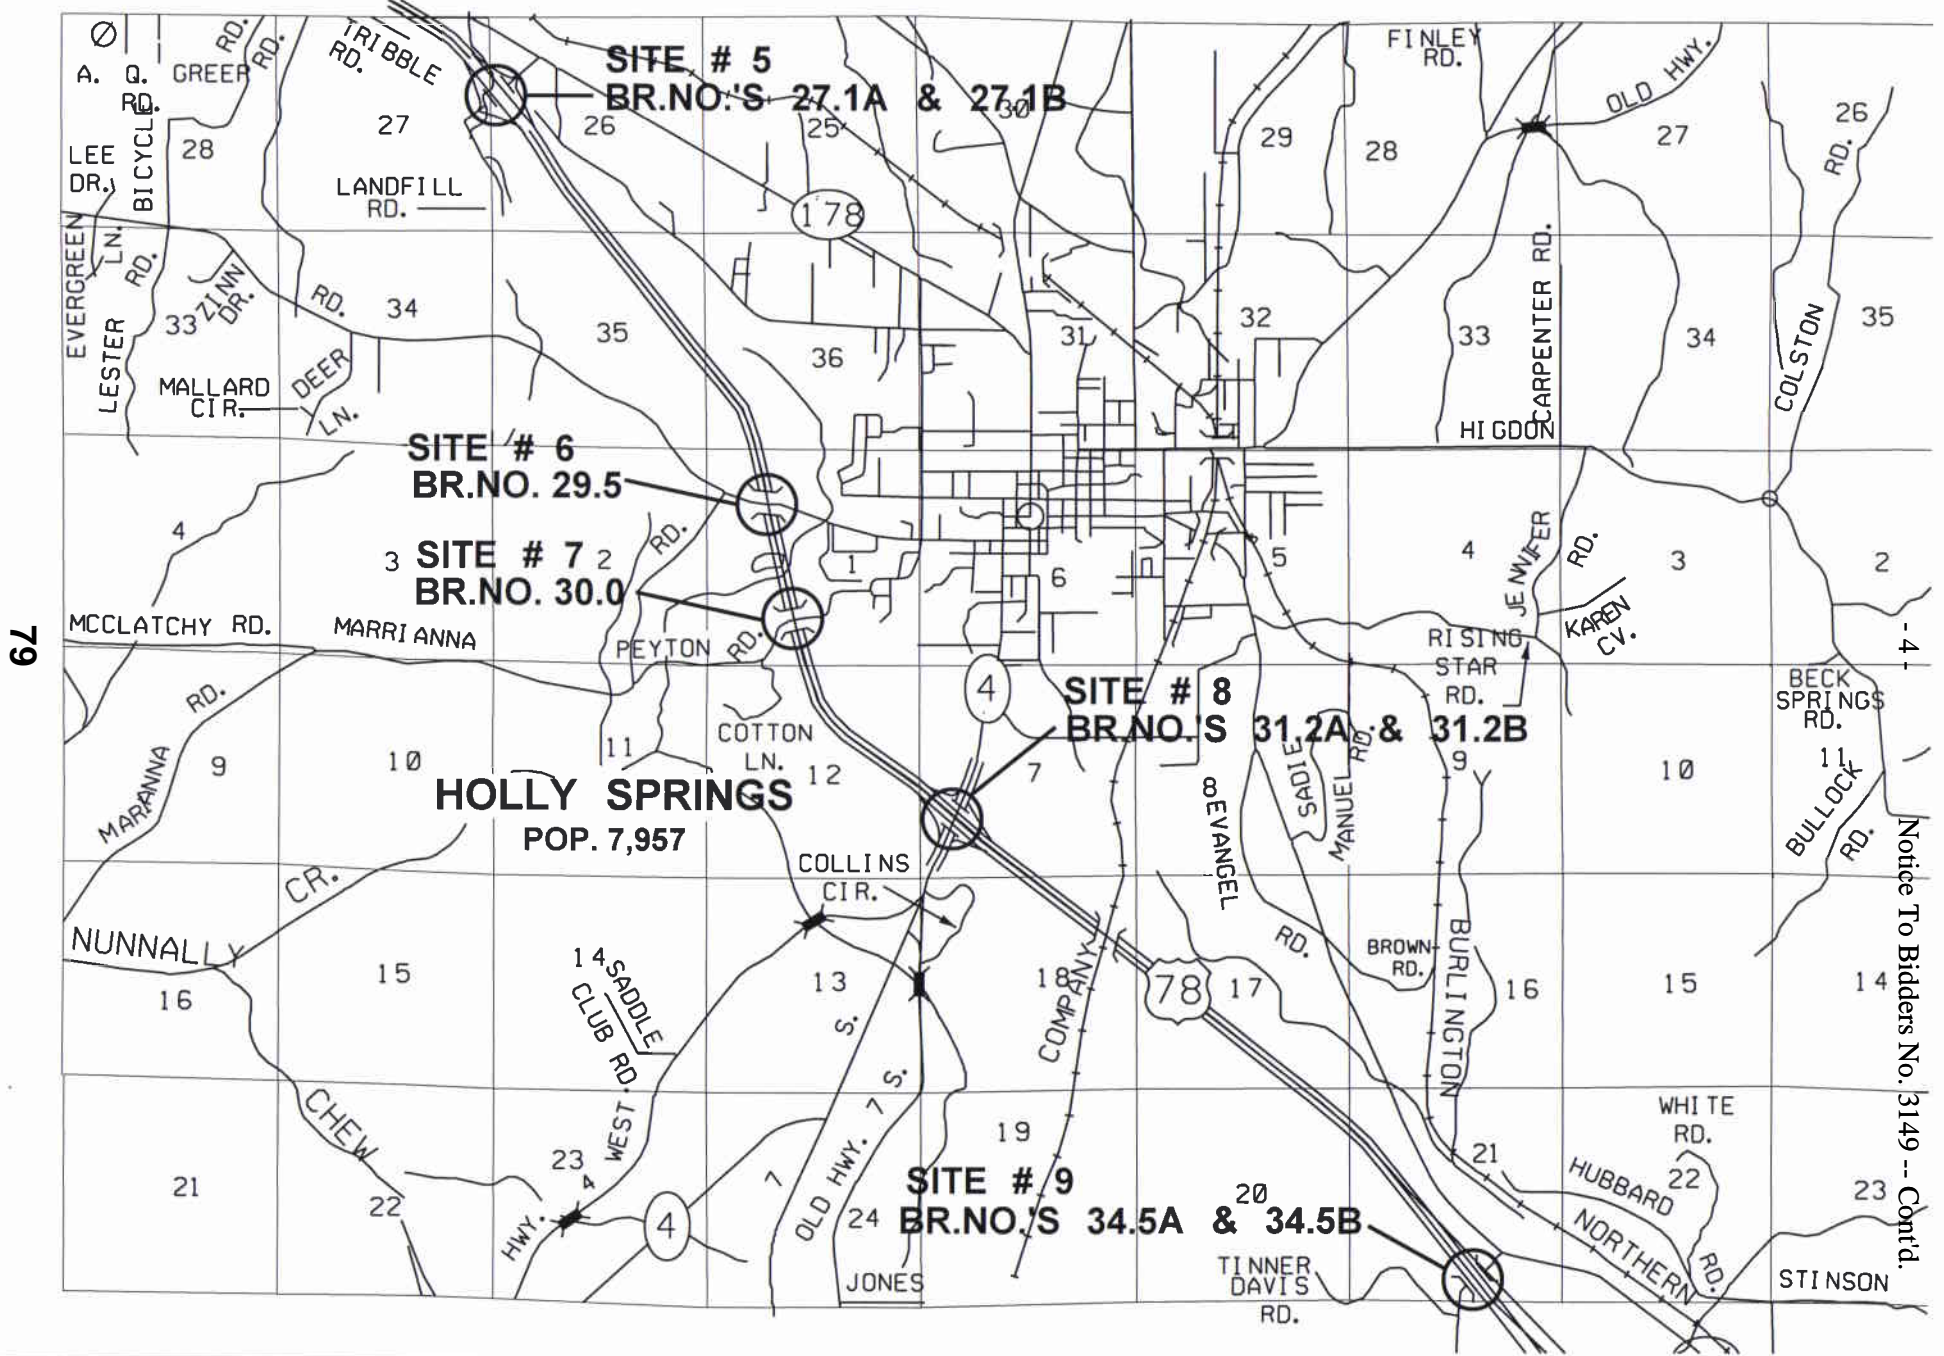 Ø
A. Q.
RD.
GREER
RD.
RD.
TRIBBLE
RD.
SITE # 5
BR.NO.'S 27.1A & 27.1B
FINLEY
RD.
OLD HWY.
BICYCLE
RD.
28
27
26
25
30
29
28
27
26
RD.
LEE
DR.
LANDFILL
RD.
178
EVERGREEN
LN.
LESTER
33
ZINN
DR.
RD.
34
35
36
31
32
33
CARPENTER RD.
34
COLSTON
35
MALLARD
CIR.
DEER
LN.
HIGDON
SITE # 6
BR.NO. 29.5
4
3
SITE # 7
BR.NO. 30.0
2
RD.
1
6
5
4
JENNIFER
RD.
3
2
KAREN
CV.
MCCLATCHY RD.
MARRIANNA
PEYTON
RD.
RISING
STAR
RD.
BECK
SPRINGS
RD.
79
- 4 -
RD.
MARANNA
9
10
11
COTTON
LN.
12
4
SITE # 8
BR.NO.'S 31.2A & 31.2B
7
8
EVANGEL
RD.
SADIE
MANUEL
RD.
9
10
11
BULLOCK
RD.
HOLLY SPRINGS
POP. 7,957
COLLINS
CIR.
CR.
NUNNALLY
CHEW
16
15
14
SADDLE
CLUB RD.
13
18
COMPANY
78
17
BROWN
RD.
BURLINGTON
16
15
14
Notice To Bidders No. 3149 -- Cont'd.
21
22
23
HWY.
4
WEST
4
7
S.
OLD HWY. 7 S.
24
JONES
19
SITE # 9
BR.NO.'S 34.5A & 34.5B
20
TINNER
DAVIS
RD.
21
HUBBARD
RD.
22
WHITE
RD.
23
NORTHERN
STINSON